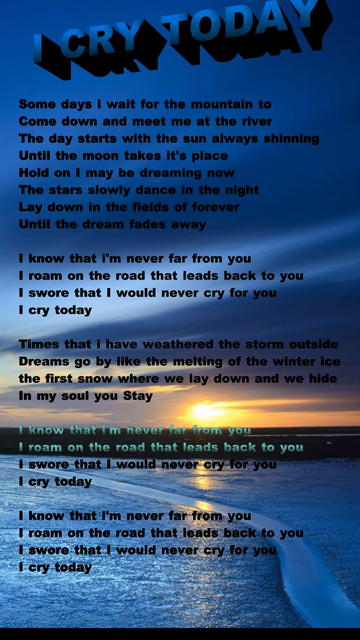 I CRY TODAY
Some days i wait for the mountain to
Come down and meet me at the river
The day starts with the sun always shinning
Until the moon takes it's place
Hold on I may be dreaming now
The stars slowly dance in the night
Lay down in the fields of forever
Until the dream fades away
I know that i'm never far from you
I roam on the road that leads back to you
I swore that I would never cry for you
I cry today
Times that i have weathered the storm outside
Dreams go by like the melting of the winter ice
the first snow where we lay down and we hide
In my soul you Stay
I know that i'm never far from you
I roam on the road that leads back to you
I swore that I would never cry for you
I cry today
I know that i'm never far from you
I roam on the road that leads back to you
I swore that I would never cry for you
I cry today